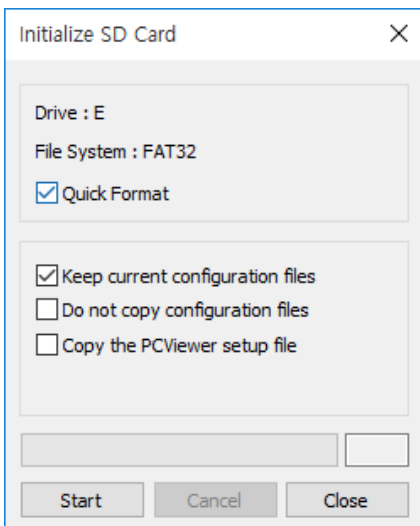 Initialize SD Card
Drive : E
File System : FAT32
Quick Format
Keep current configuration files
Do not copy configuration files
Copy the PCViewer setup file
Start Cancel Close